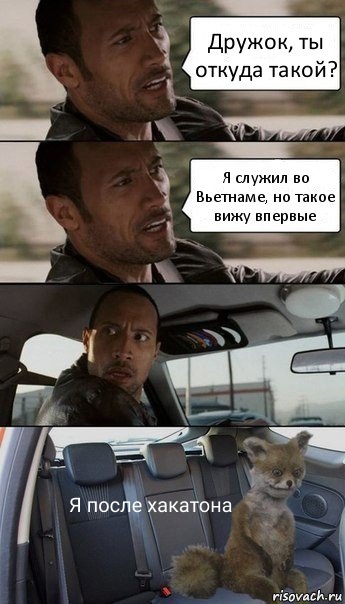 Дружок, ты
откуда такой?
Я служил во
Вьетнаме, но такое
вижу впервые
Я после хакатона
risovach.ru